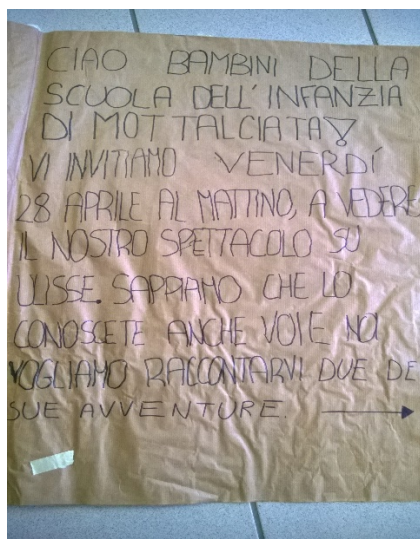 CIAO BAMBINI DELLA
SCUOLA DELL'INFANZIA
DI MOTTALCIATA!
VI INVITIAMO VENERDÍ
28 APRILE AL MATTINO, A VEDERE
IL NOSTRO SPETTACOLO SU
ULISSE. SAPPIAMO CHE LO
CONOSCETE ANCHE VOI E NOI
VOGLIAMO RACCONTARVI DUE DE
SUE AVVENTURE.